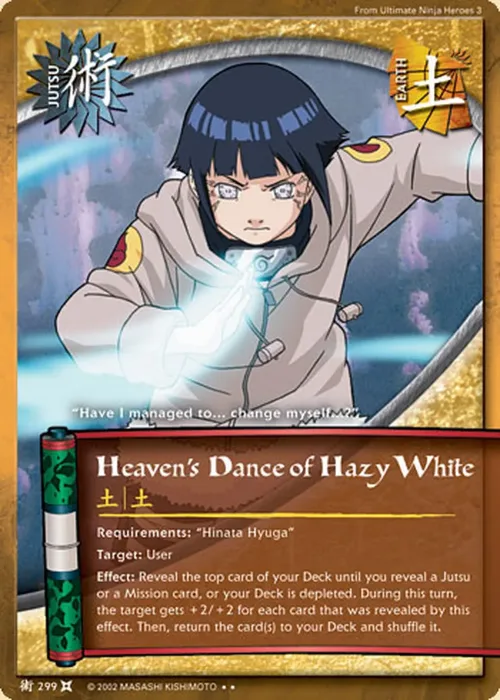 From Ultimate Ninja Heroes 3
JUTSU 術
EARTH 土
"Have I managed to... change myself...?"
Heaven's Dance of Hazy White
土|土
Requirements: "Hinata Hyuga"
Target: User
Effect: Reveal the top card of your Deck until you reveal a Jutsu
or a Mission card, or your Deck is depleted. During this turn,
the target gets +2/+2 for each card that was revealed by this
effect. Then, return the card(s) to your Deck and shuffle it.
術 299 © 2002 MASASHI KISHIMOTO